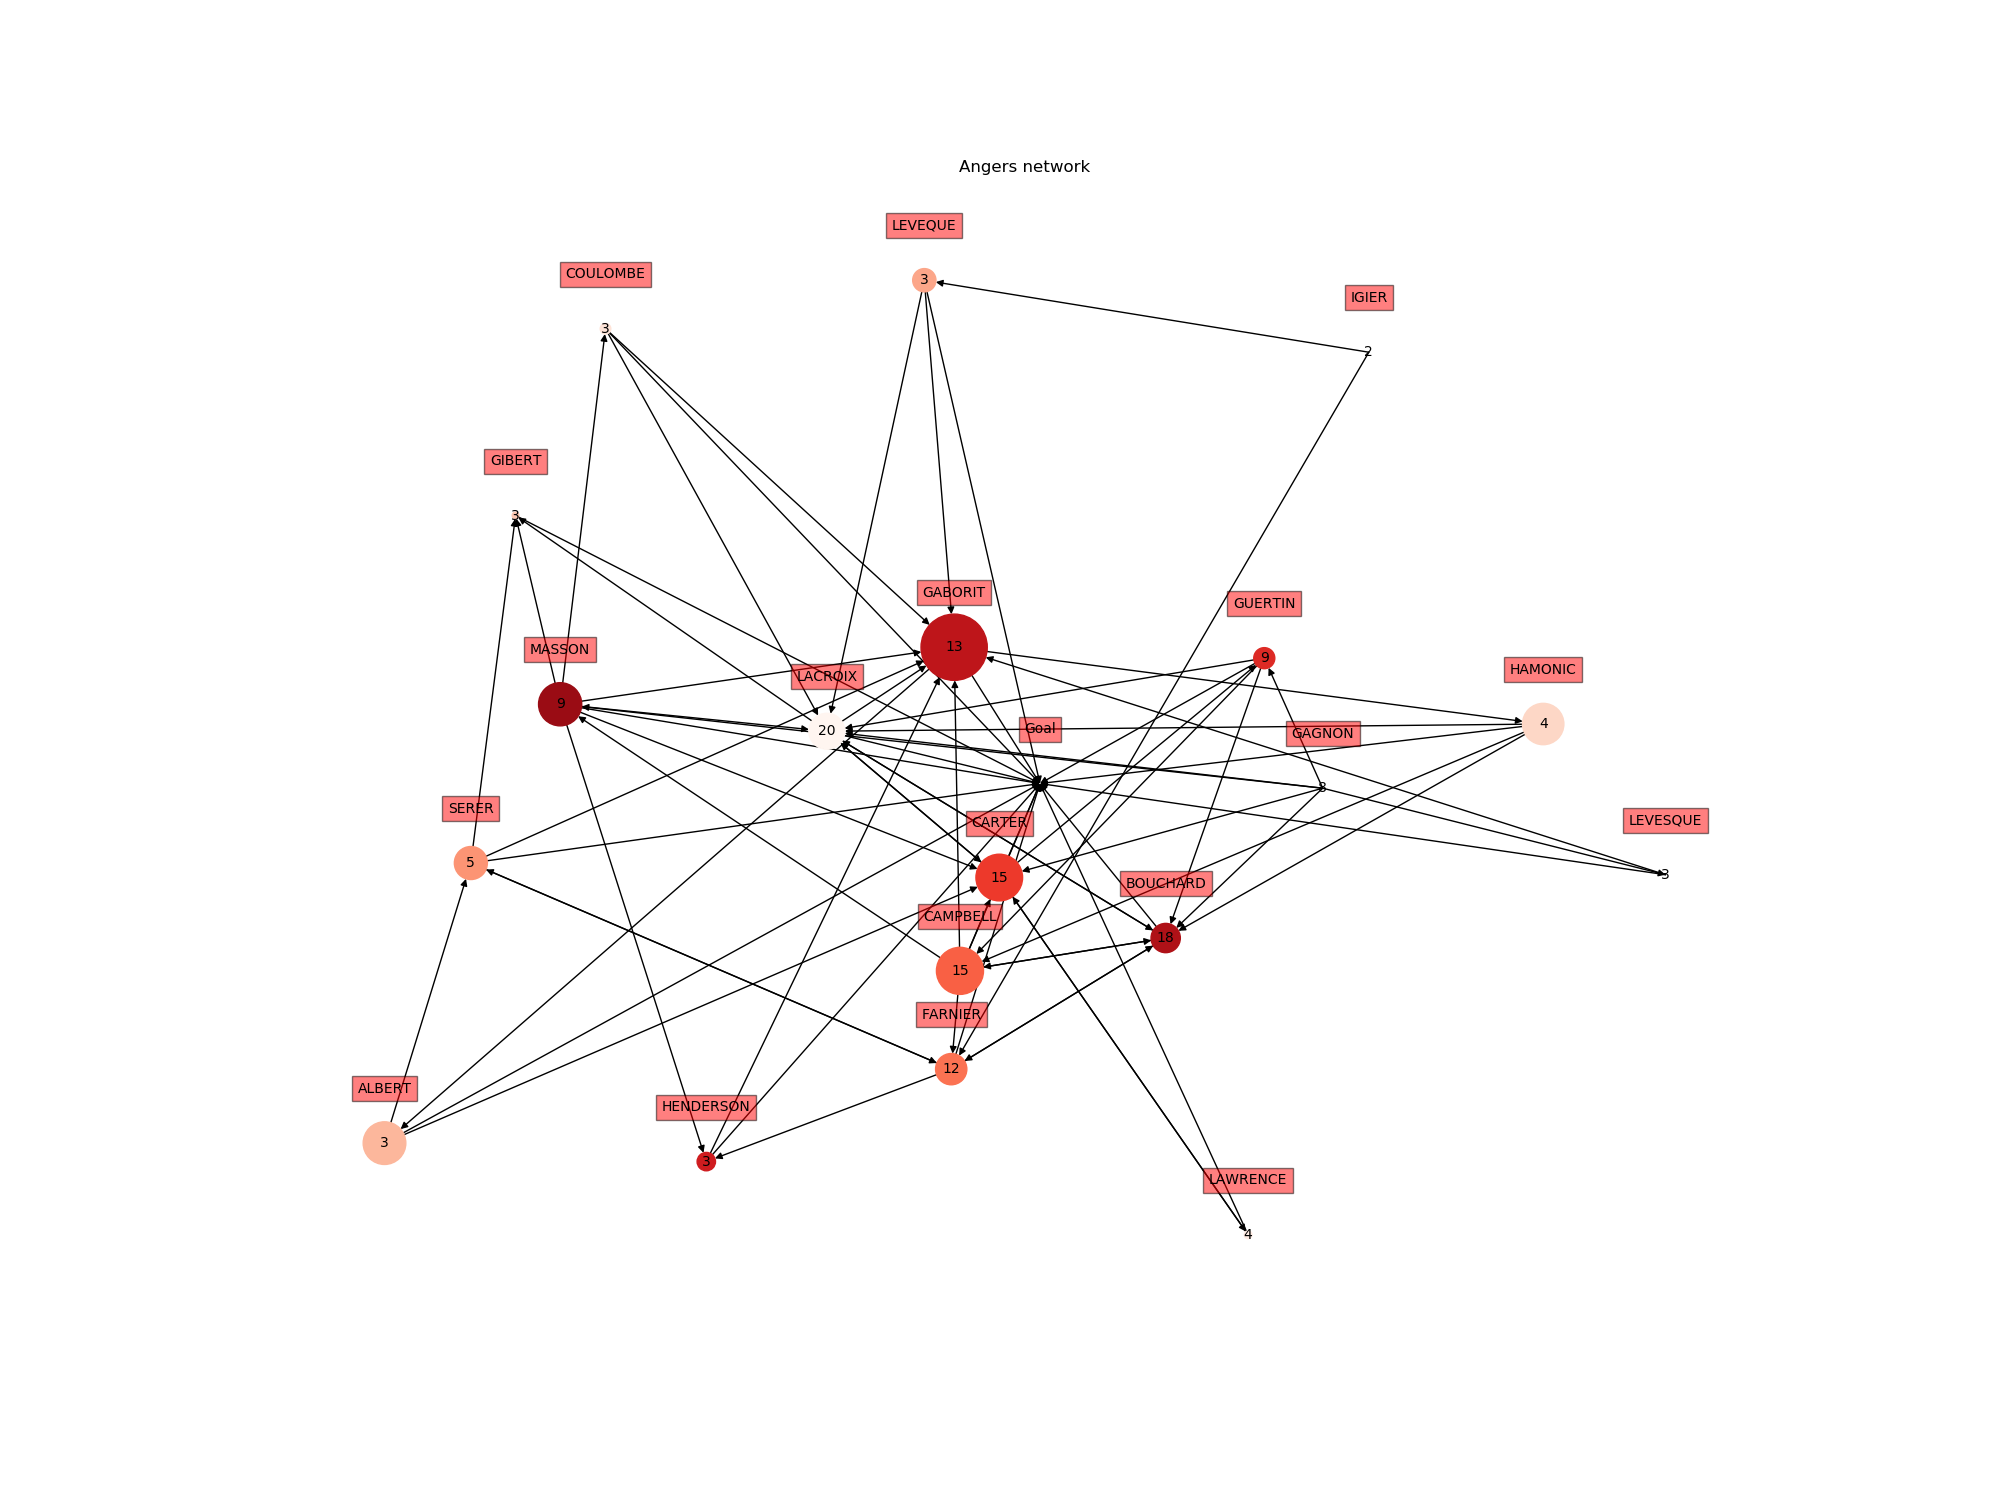 Angers network
LEVEQUE
COULOMBE
3
IGIER
3
2
GIBERT
3
GABORIT
GUERTIN
MASSON
13
9
HAMONIC
LACROIX
9
20
Goal
GAGNON
4
3
SERER
CARTER
LEVESQUE
5
15
3
BOUCHARD
CAMPBELL
18
15
FARNIER
12
ALBERT
HENDERSON
3
3
LAWRENCE
4